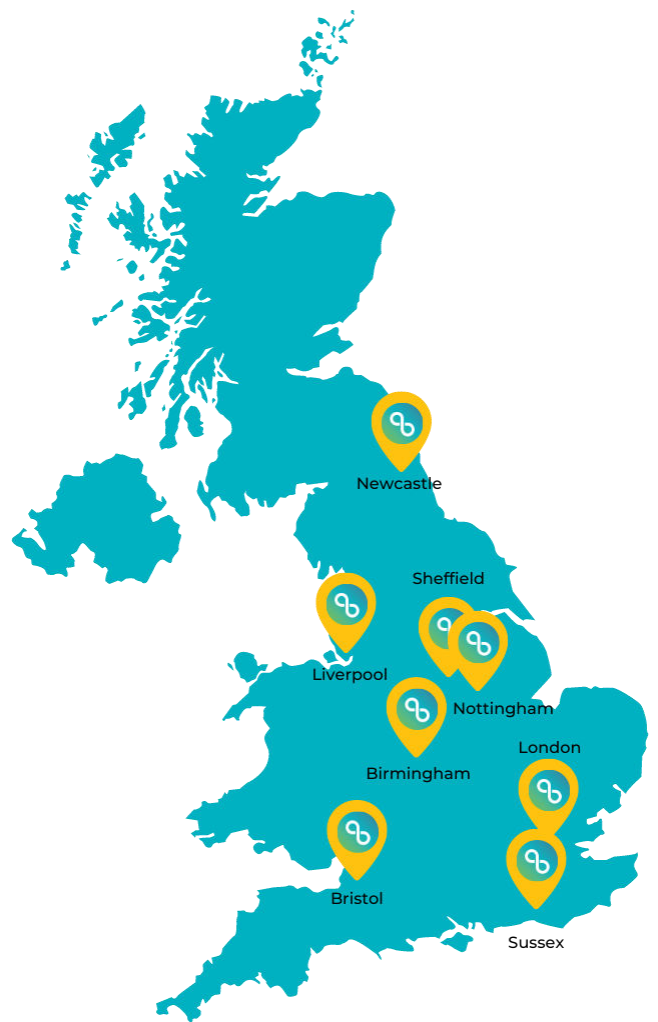 Newcastle
Sheffield
Liverpool
Nottingham
London
Birmingham
Bristol
Sussex